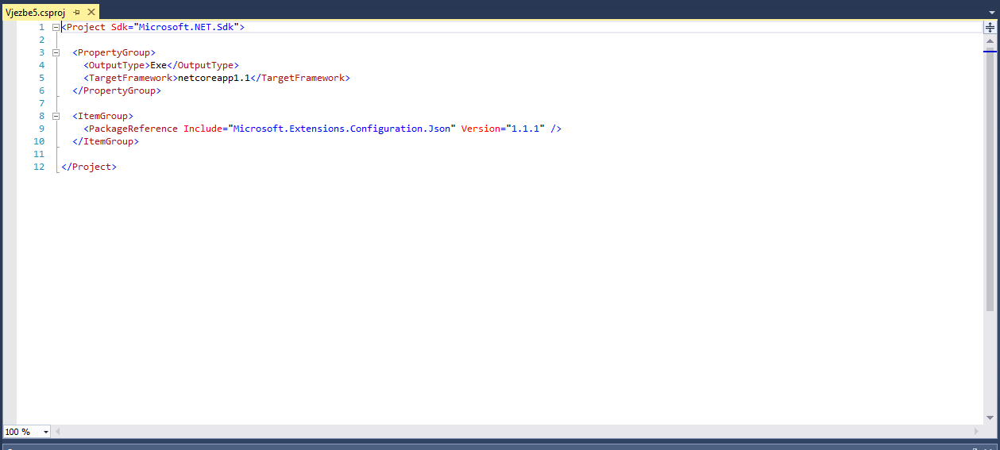 Vjezbe5.csproj
1 <Project Sdk="Microsoft.NET.Sdk">
2
3 <PropertyGroup>
4 <OutputType>Exe</OutputType>
5 <TargetFramework>netcoreapp1.1</TargetFramework>
6 </PropertyGroup>
7
8 <ItemGroup>
9 <PackageReference Include="Microsoft.Extensions.Configuration.Json" Version="1.1.1" />
10 </ItemGroup>
11
12 </Project>
100 %